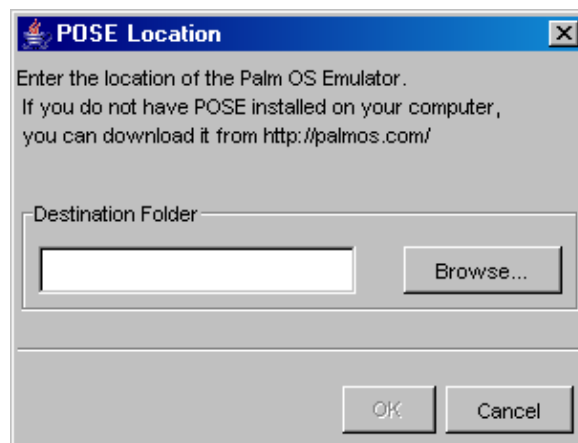 POSE Location
Enter the location of the Palm OS Emulator.
If you do not have POSE installed on your computer,
you can download it from http://palmos.com/
Destination Folder
Browse...
OK
Cancel